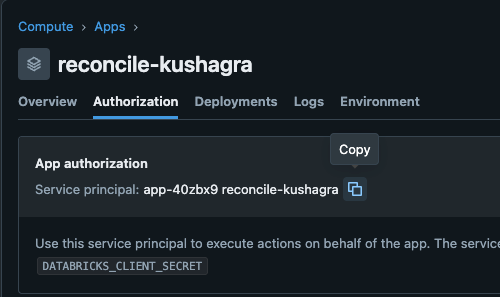 Compute › Apps ›
reconcile-kushagra
Overview Authorization Deployments Logs Environment
Copy
App authorization
Service principal: app-40zbx9 reconcile-kushagra
Use this service principal to execute actions on behalf of the app. The service
DATABRICKS_CLIENT_SECRET